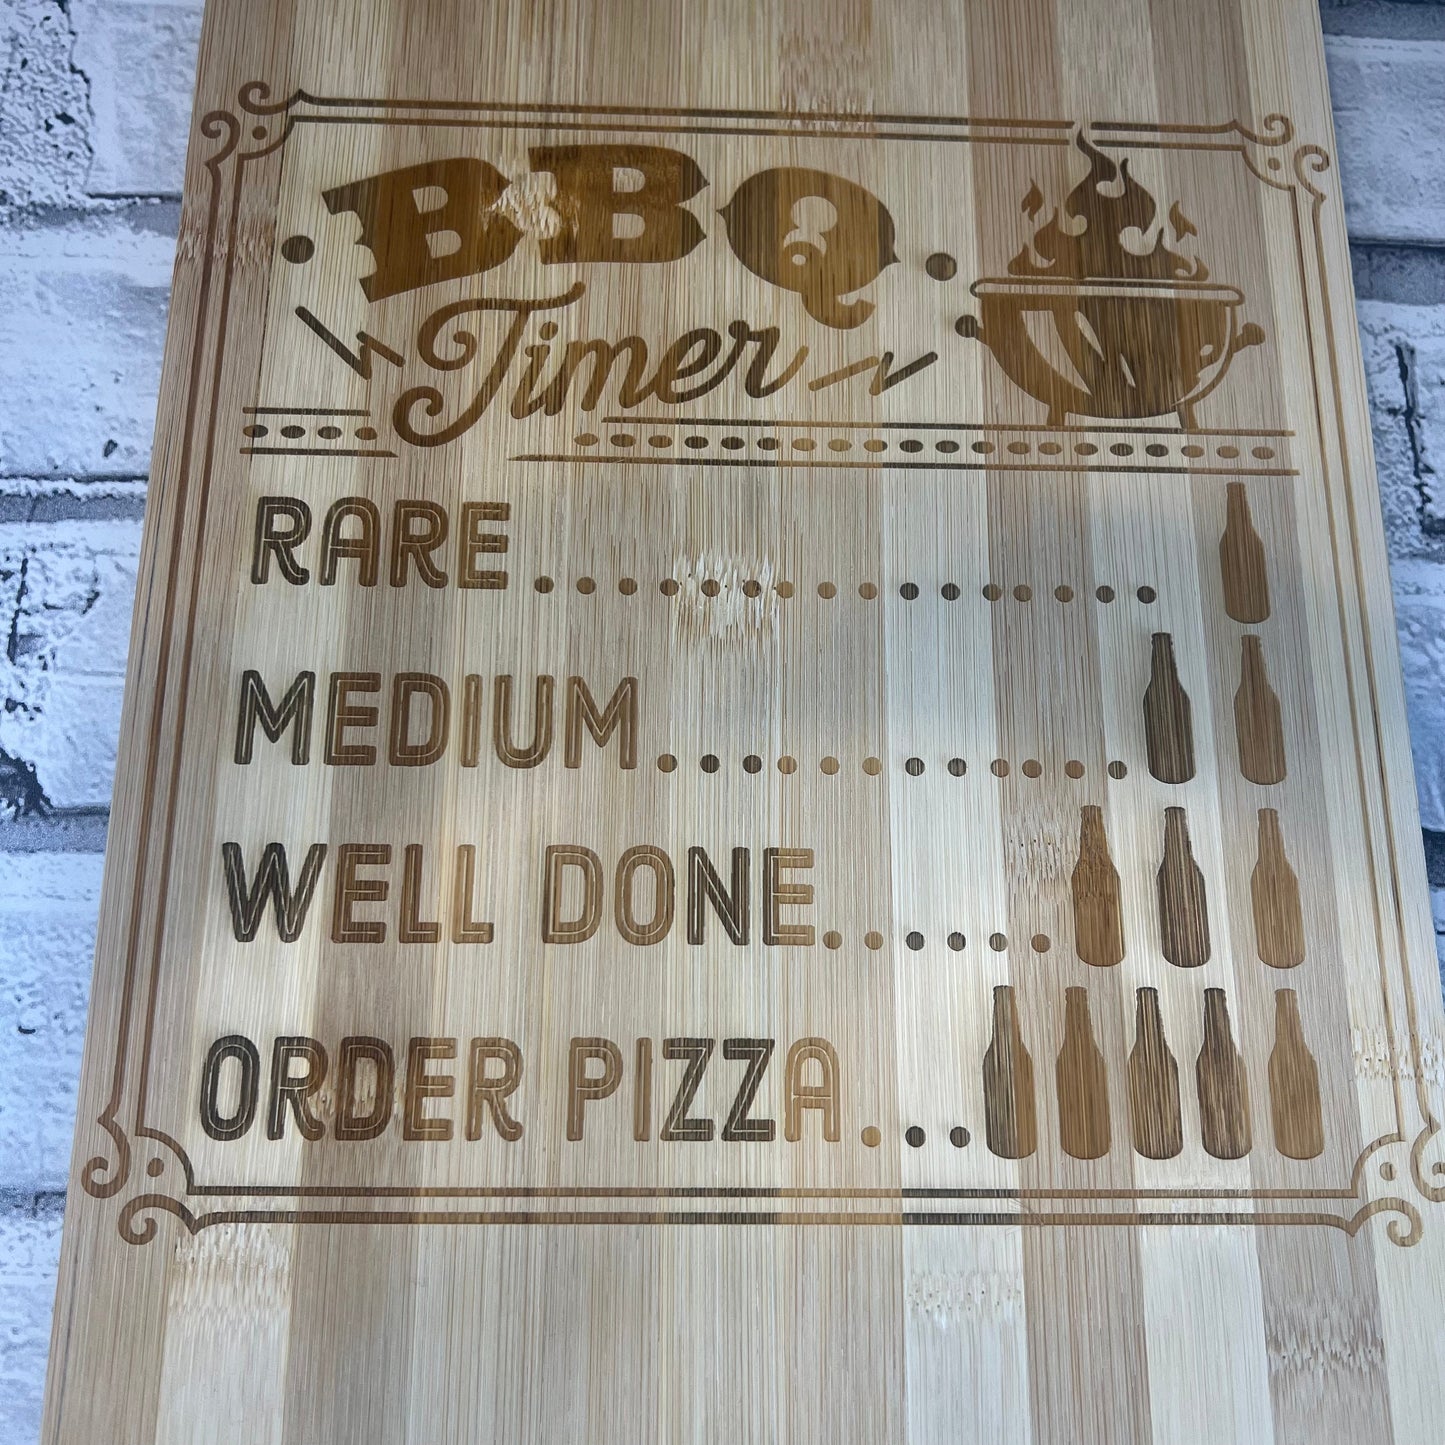 BBQ
Timer
RARE
MEDIUM
WELL DONE
ORDER PIZZA